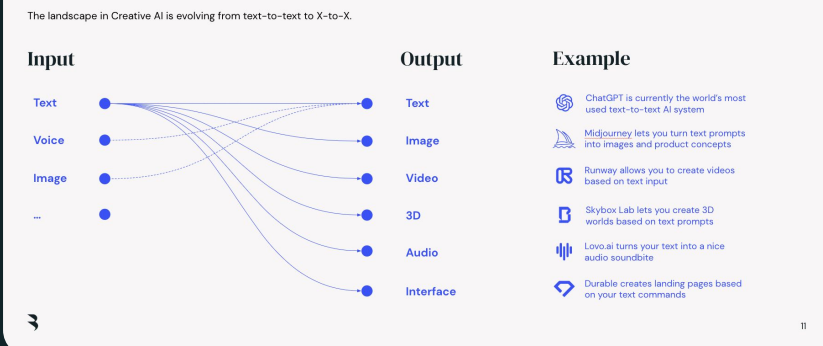 The landscape in Creative AI is evolving from text-to-text to X-to-X.
Input
Output
Example
Text
Voice
Image
...
Text
Image
Video
3D
Audio
Interface
ChatGPT is currently the world's most
used text-to-text AI system
Midjourney lets you turn text prompts
into images and product concepts
Runway allows you to create videos
based on text input
Skybox Lab lets you create 3D
worlds based on text prompts
Lovo.ai turns your text into a nice
audio soundbite
Durable creates landing pages based
on your text commands
11